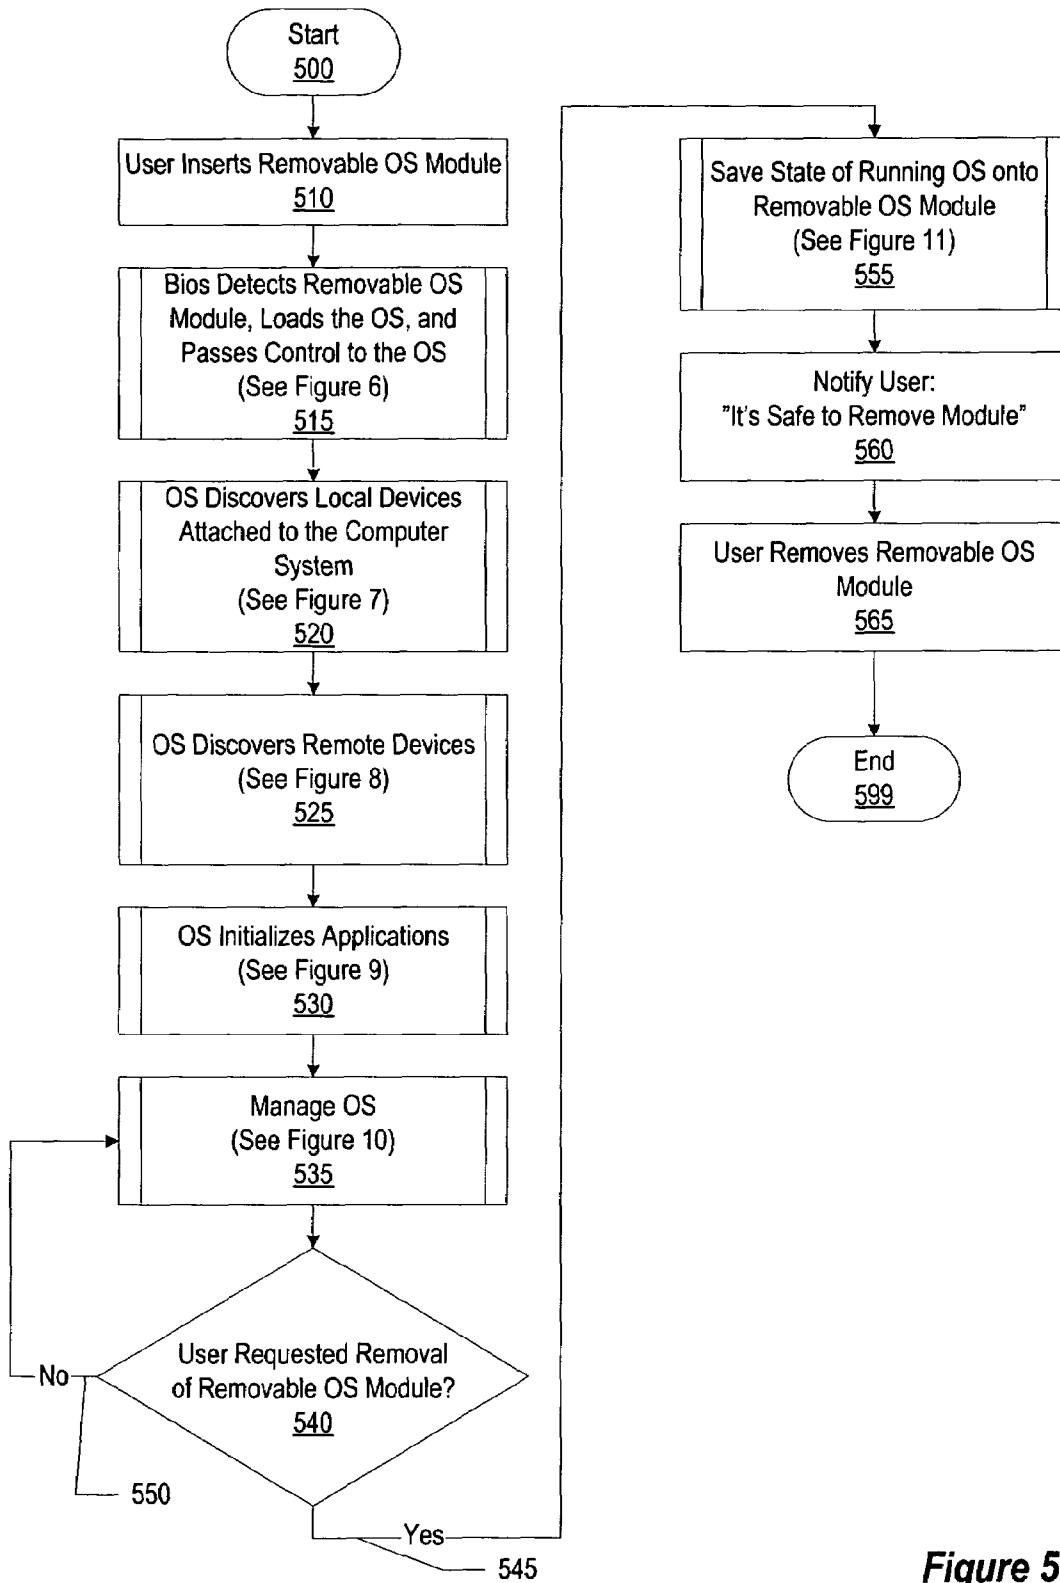 Start
500
User Inserts Removable OS Module
510
Bios Detects Removable OS
Module, Loads the OS, and
Passes Control to the OS
(See Figure 6)
515
OS Discovers Local Devices
Attached to the Computer
System
(See Figure 7)
520
OS Discovers Remote Devices
(See Figure 8)
525
OS Initializes Applications
(See Figure 9)
530
Manage OS
(See Figure 10)
535
User Requested Removal
of Removable OS Module?
540
No
550
Yes
545
Save State of Running OS onto
Removable OS Module
(See Figure 11)
555
Notify User:
"It's Safe to Remove Module"
560
User Removes Removable OS
Module
565
End
599
Figure 5